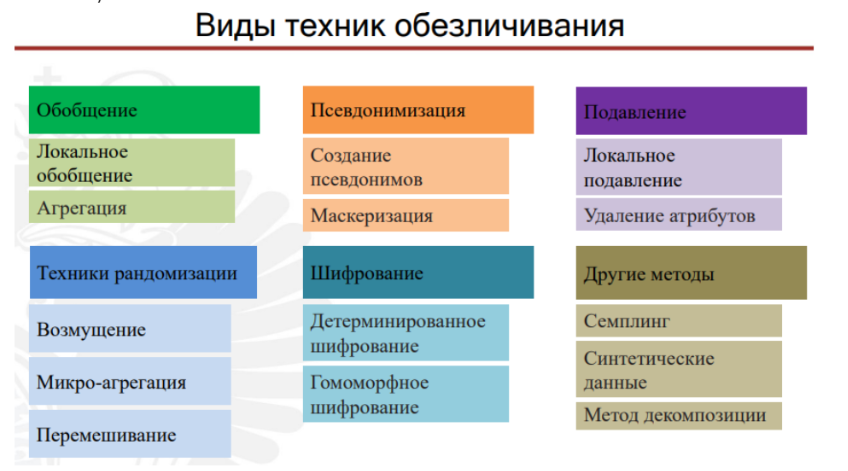 Виды техник обезличивания
Обобщение
Локальное
обобщение
Агрегация
Псевдонимизация
Создание
псевдонимов
Маскеризация
Подавление
Локальное
подавление
Удаление атрибутов
Техники рандомизации
Возмущение
Микро-агрегация
Перемешивание
Шифрование
Детерминированное
шифрование
Гомоморфное
шифрование
Другие методы
Семплинг
Синтетические
данные
Метод декомпозиции